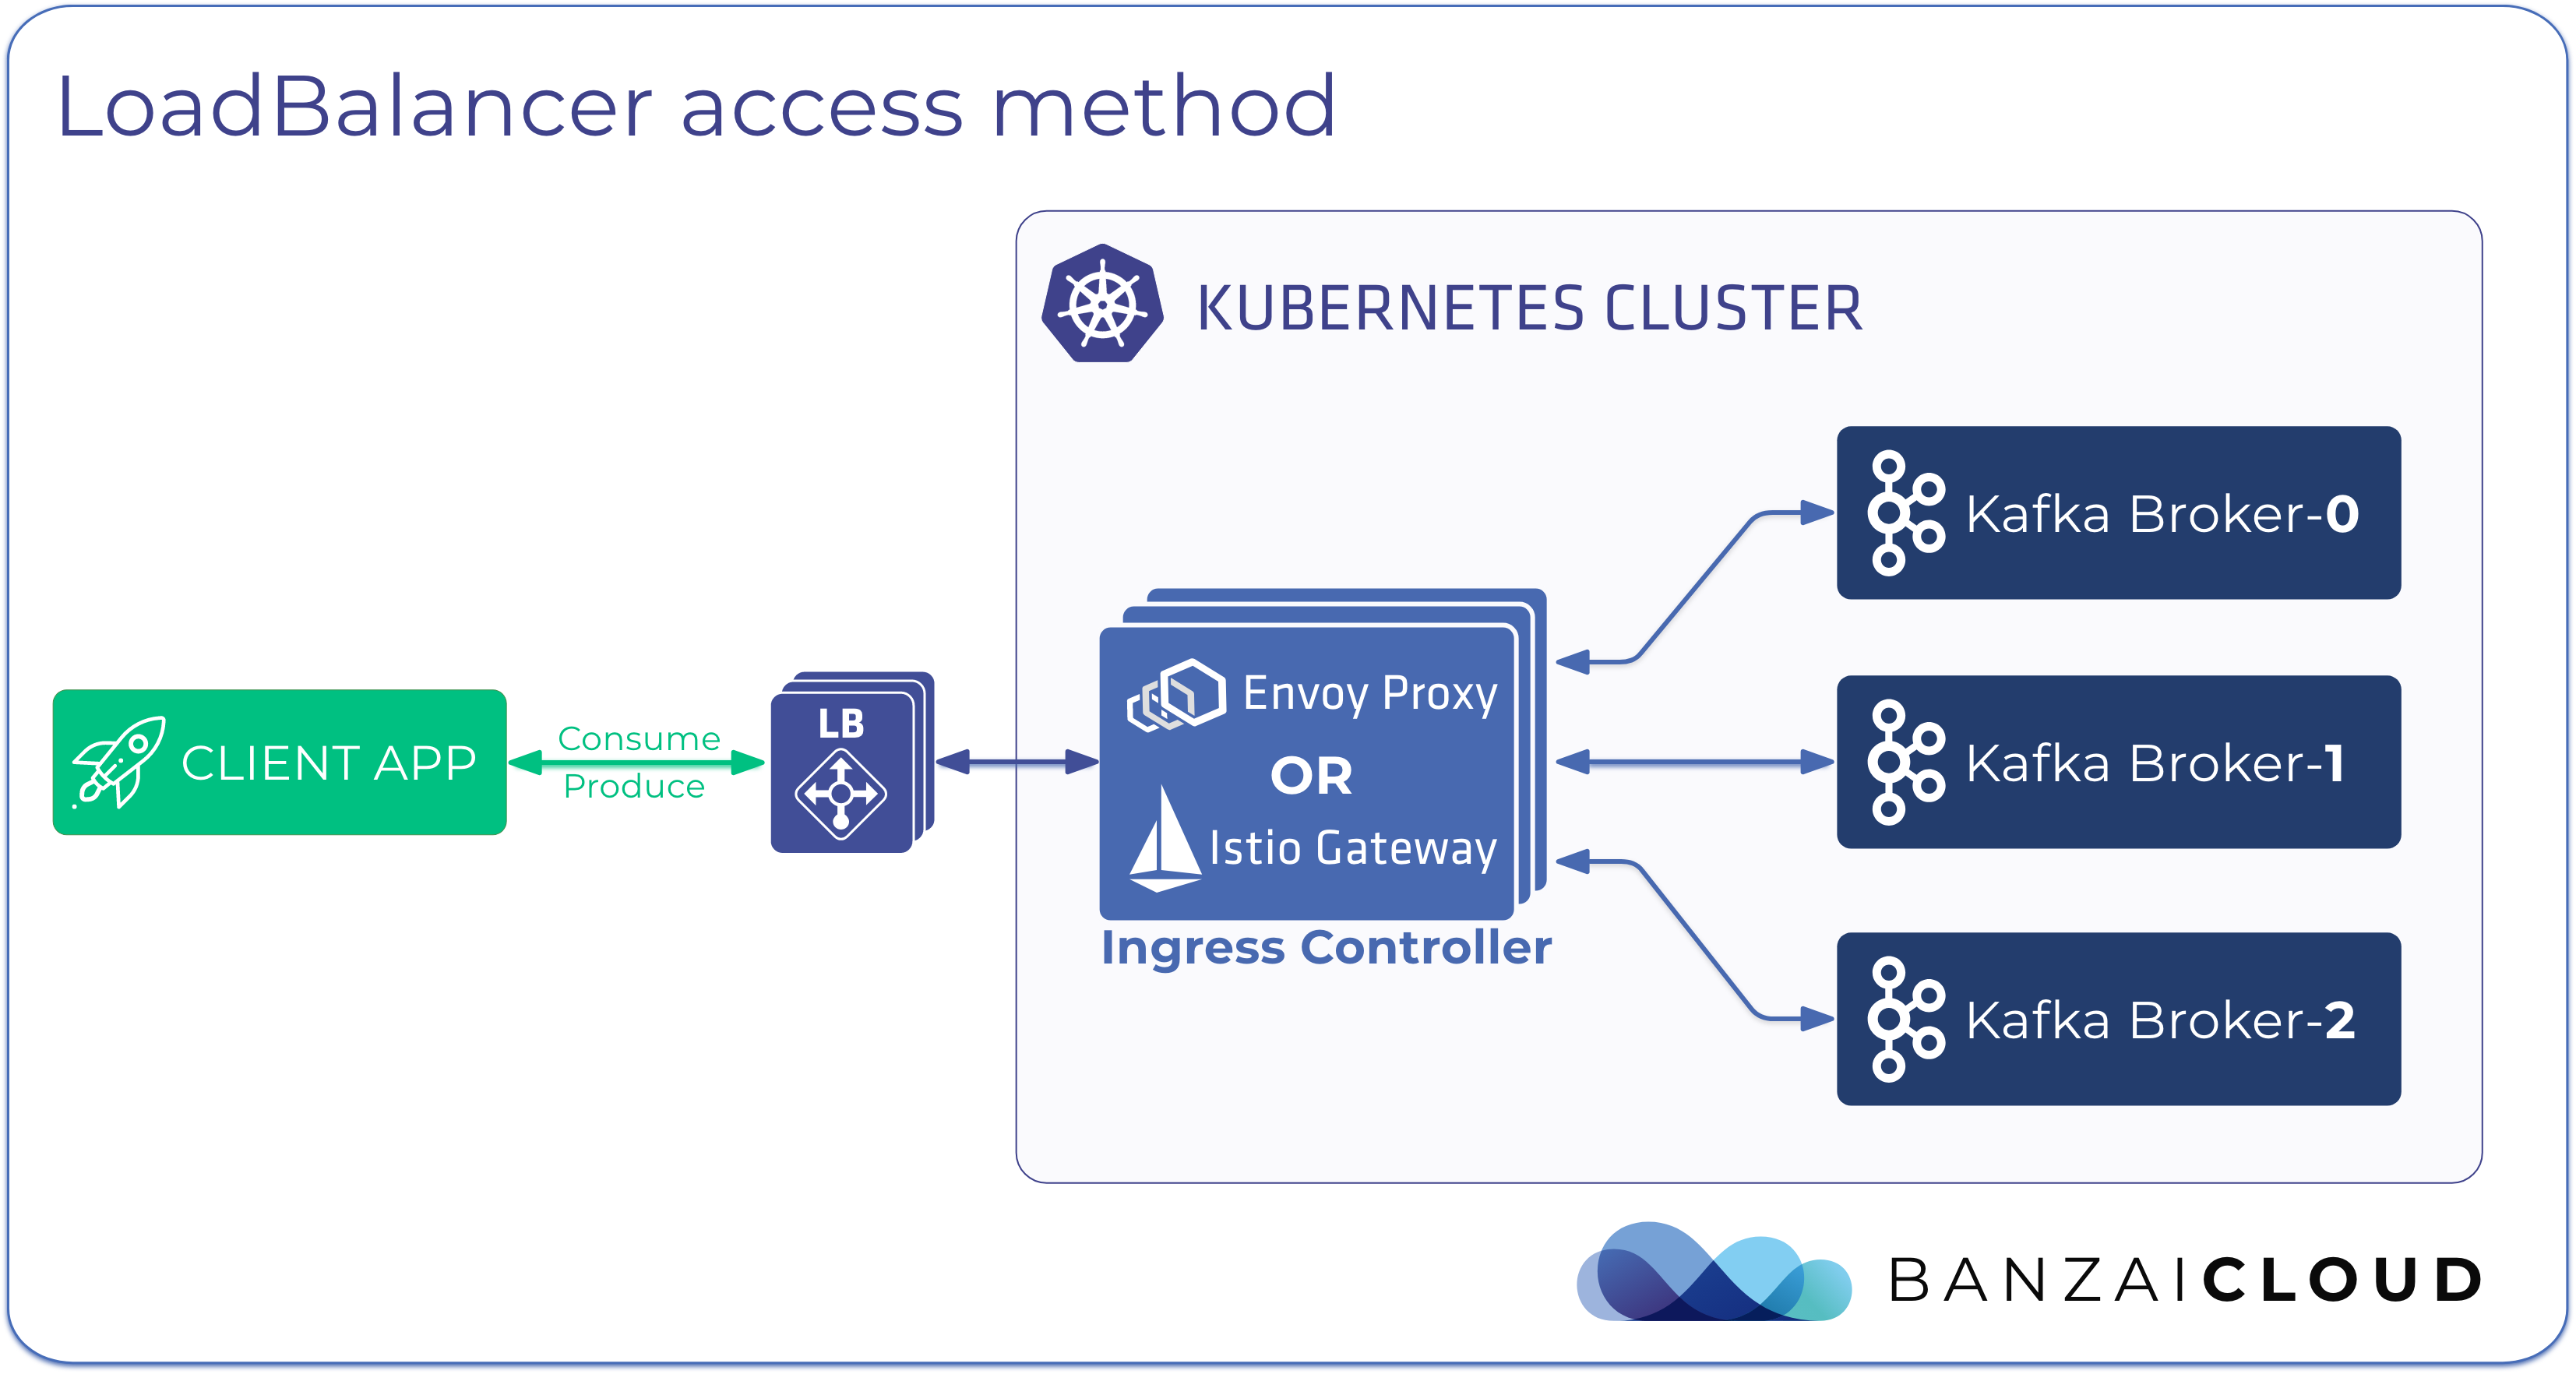 LoadBalancer access method
KUBERNETES CLUSTER
Kafka Broker-0
Envoy Proxy
OR
Istio Gateway
Ingress Controller
LB
Consume
Produce
CLIENT APP
Kafka Broker-1
Kafka Broker-2
BANZAICLOUD